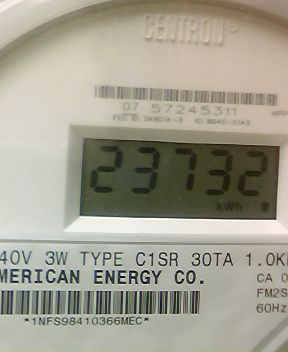 CENTRON®
07 57245311
23732
kWh
40V 3W TYPE C1SR 30TA 1.0K
MERICAN ENERGY CO.
CA 0
FM2S
60Hz
*1NFS98410366MEC*